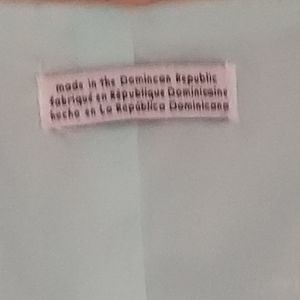 made in the Dominican Republic
fabriqué en République Dominicaine
hecho en La República Dominicana